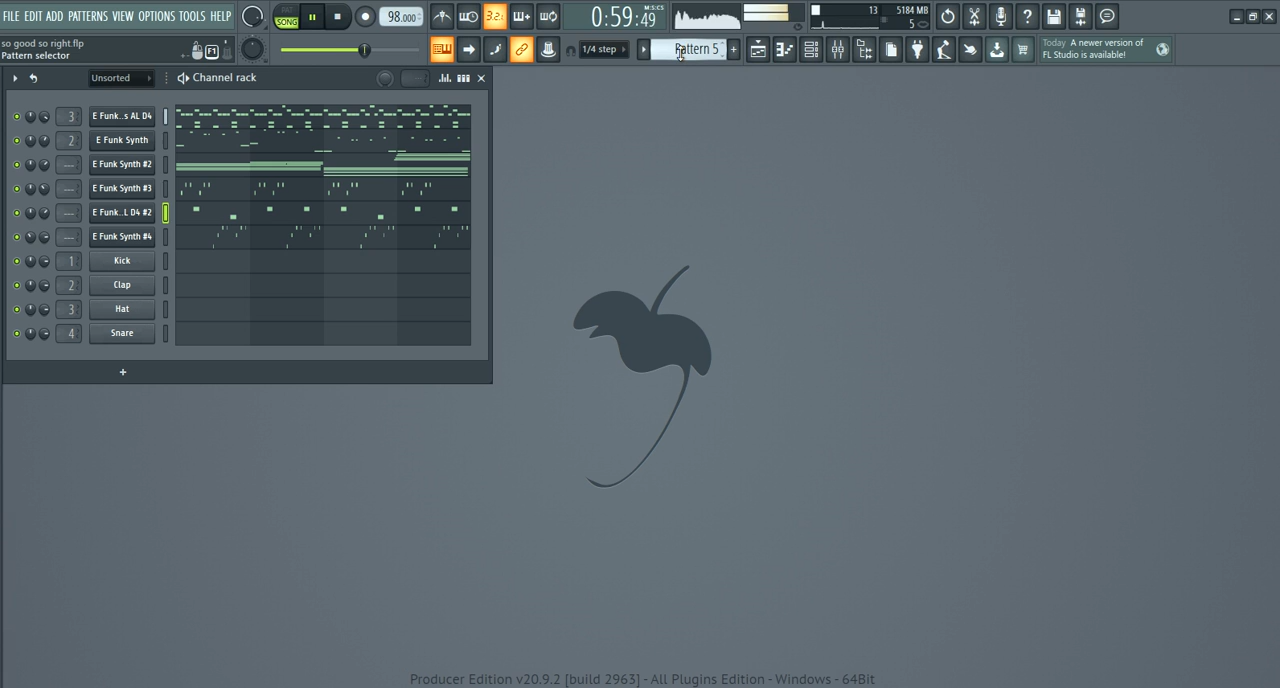 FILE EDIT ADD PATTERNS VIEW OPTIONS TOOLS HELP
PAT
SONG
98.000
3.2.
0:59:49
M:S:CS
13
5184 MB
5
so good so right.flp
Pattern selector
F1
1/4 step
Pattern 5
+
Today A newer version of
FL Studio is available!
Unsorted
Channel rack
3 E Funk..s AL D4
2 E Funk Synth
--- E Funk Synth #2
--- E Funk Synth #3
--- E Funk..L D4 #2
--- E Funk Synth #4
1 Kick
2 Clap
3 Hat
4 Snare
+
Producer Edition v20.9.2 [build 2963] - All Plugins Edition - Windows - 64Bit